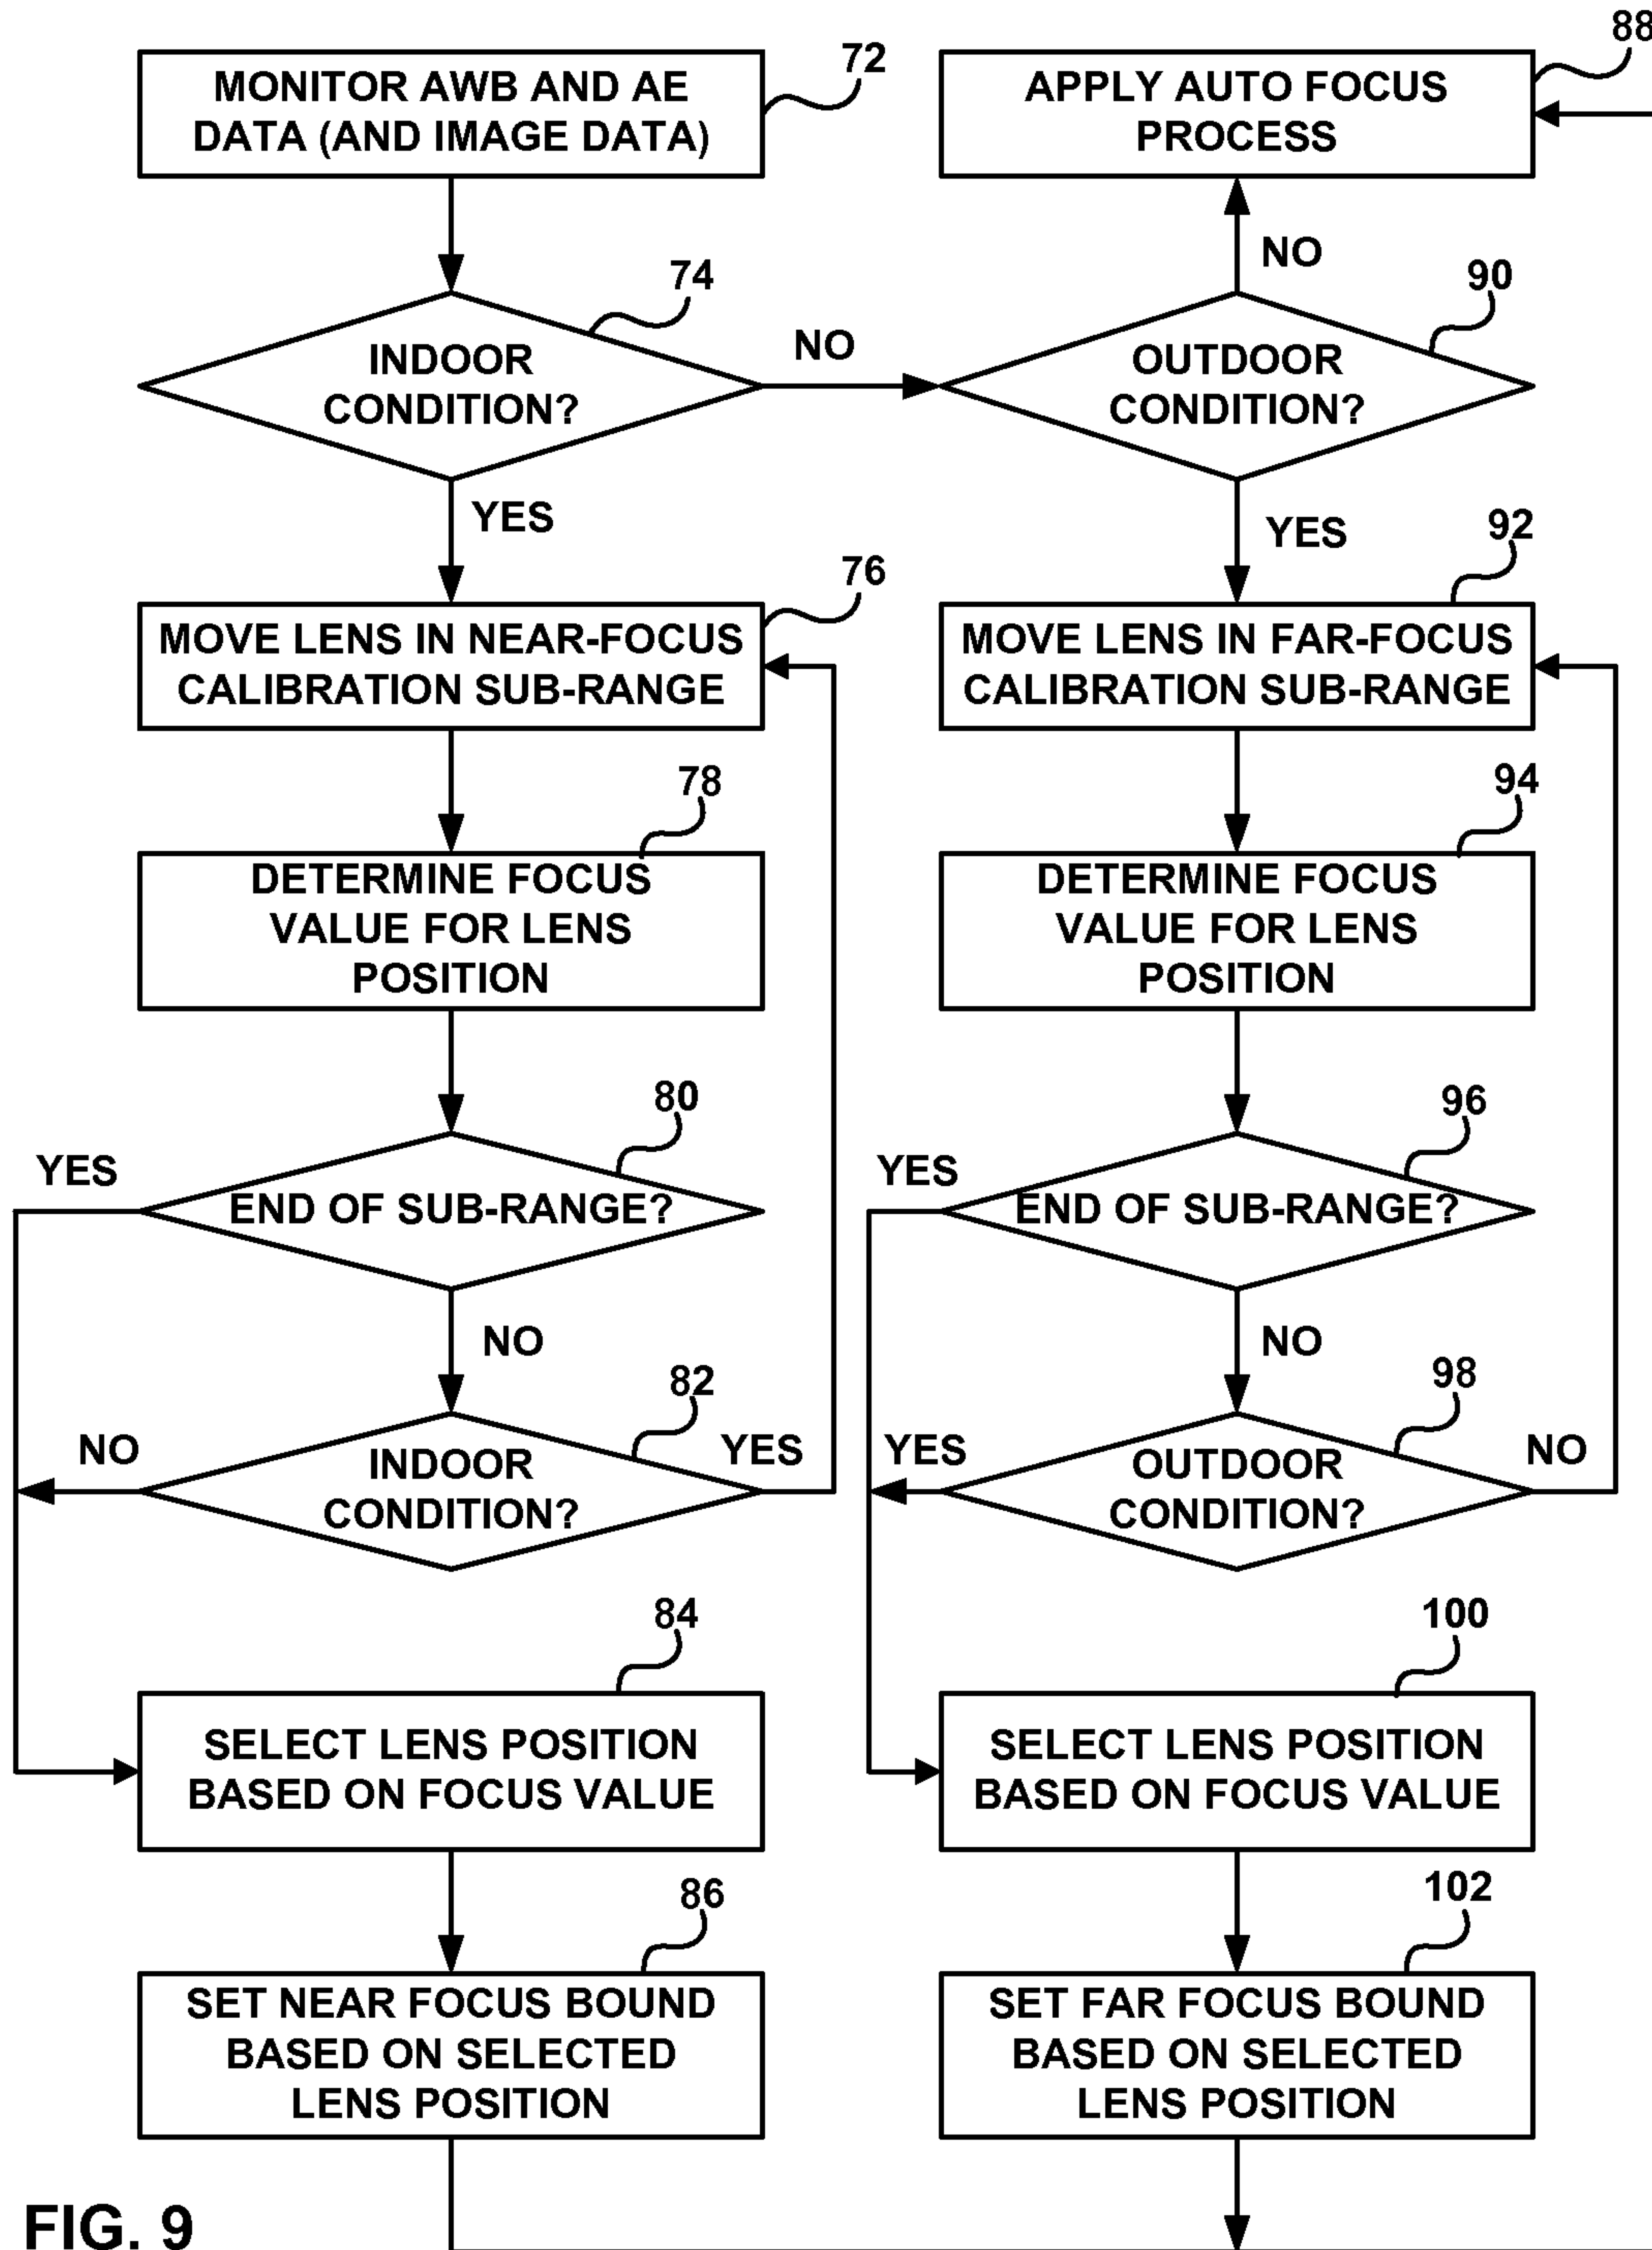 88
MONITOR AWB AND AE
DATA (AND IMAGE DATA)
72
APPLY AUTO FOCUS
PROCESS
NO
74
90
INDOOR
CONDITION?
NO
OUTDOOR
CONDITION?
YES
YES
92
76
MOVE LENS IN NEAR-FOCUS
CALIBRATION SUB-RANGE
MOVE LENS IN FAR-FOCUS
CALIBRATION SUB-RANGE
78
94
DETERMINE FOCUS
VALUE FOR LENS
POSITION
DETERMINE FOCUS
VALUE FOR LENS
POSITION
80
96
YES
END OF SUB-RANGE?
YES
END OF SUB-RANGE?
NO
NO
82
98
NO
INDOOR
CONDITION?
YES
YES
OUTDOOR
CONDITION?
NO
84
100
SELECT LENS POSITION
BASED ON FOCUS VALUE
SELECT LENS POSITION
BASED ON FOCUS VALUE
86
102
SET NEAR FOCUS BOUND
BASED ON SELECTED
LENS POSITION
SET FAR FOCUS BOUND
BASED ON SELECTED
LENS POSITION
FIG. 9